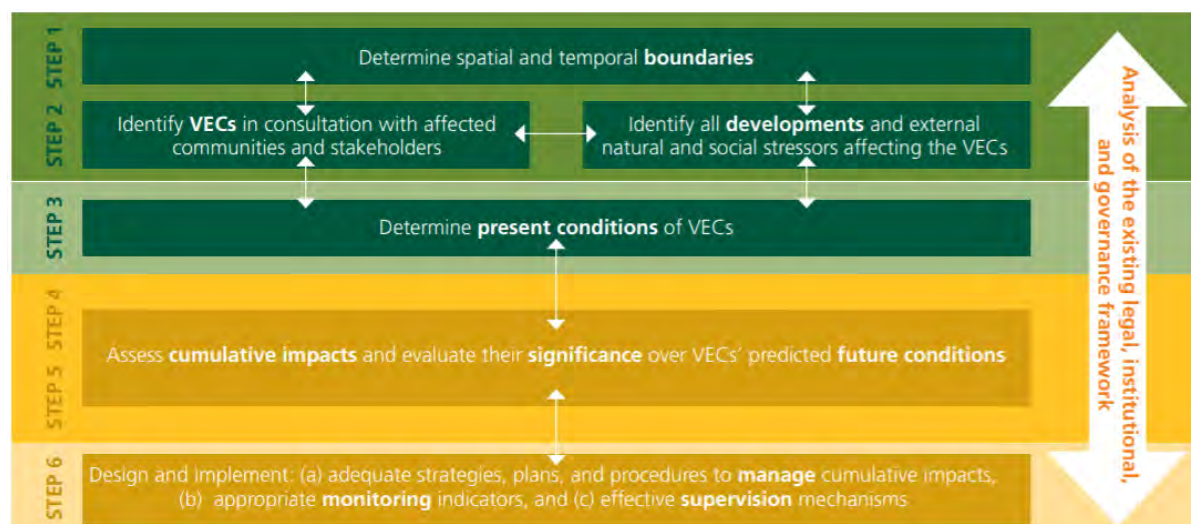 STEP 1
Determine spatial and temporal boundaries
STEP 2
Identify VECs in consultation with affected
communities and stakeholders
Identify all developments and external
natural and social stressors affecting the VECs
STEP 3
Determine present conditions of VECs
STEP 4
STEP 5
Assess cumulative impacts and evaluate their significance over VECs’ predicted future conditions
STEP 6
Design and implement: (a) adequate strategies, plans, and procedures to manage cumulative impacts,
(b) appropriate monitoring indicators, and (c) effective supervision mechanisms
Analysis of the existing legal, institutional,
and governance framework